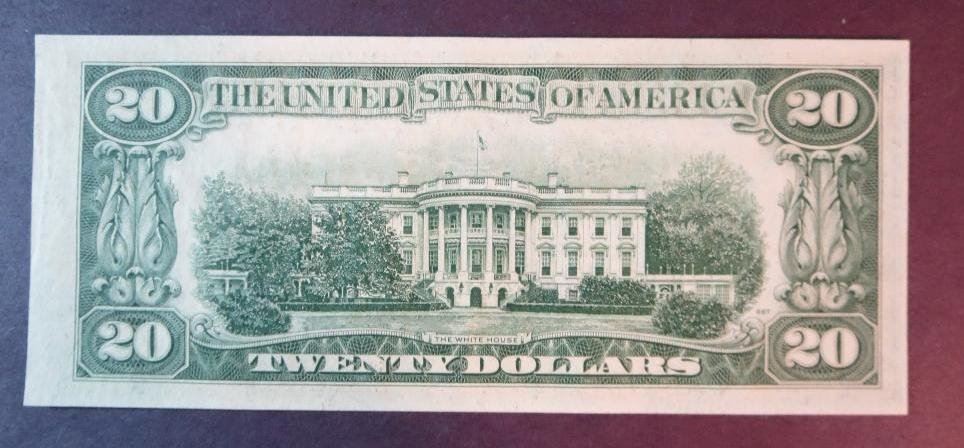 20 THE UNITED STATES OF AMERICA 20
THE WHITE HOUSE
20 TWENTY DOLLARS 20